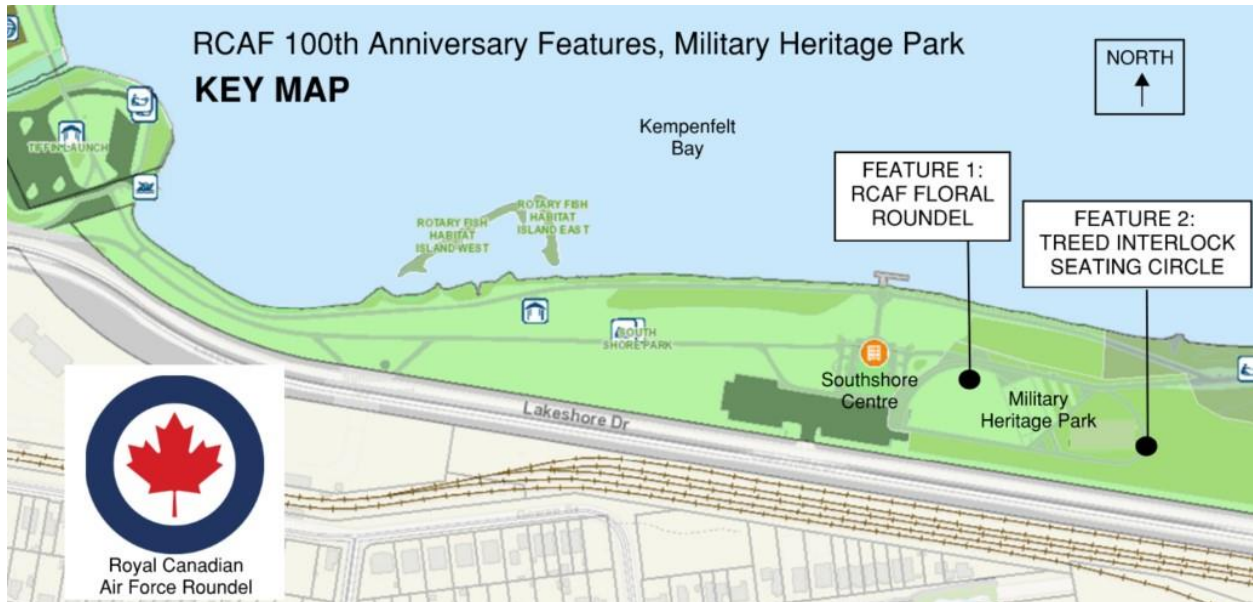 RCAF 100th Anniversary Features, Military Heritage Park
KEY MAP
NORTH
Kempenfelt
Bay
TIFFIN LAUNCH
ROTARY FISH
HABITAT
ISLAND WEST
ROTARY FISH
HABITAT
ISLAND EAST
FEATURE 1:
RCAF FLORAL
ROUNDEL
FEATURE 2:
TREED INTERLOCK
SEATING CIRCLE
SOUTH
SHORE PARK
Southshore
Centre
Military
Heritage Park
Lakeshore Dr
Royal Canadian
Air Force Roundel